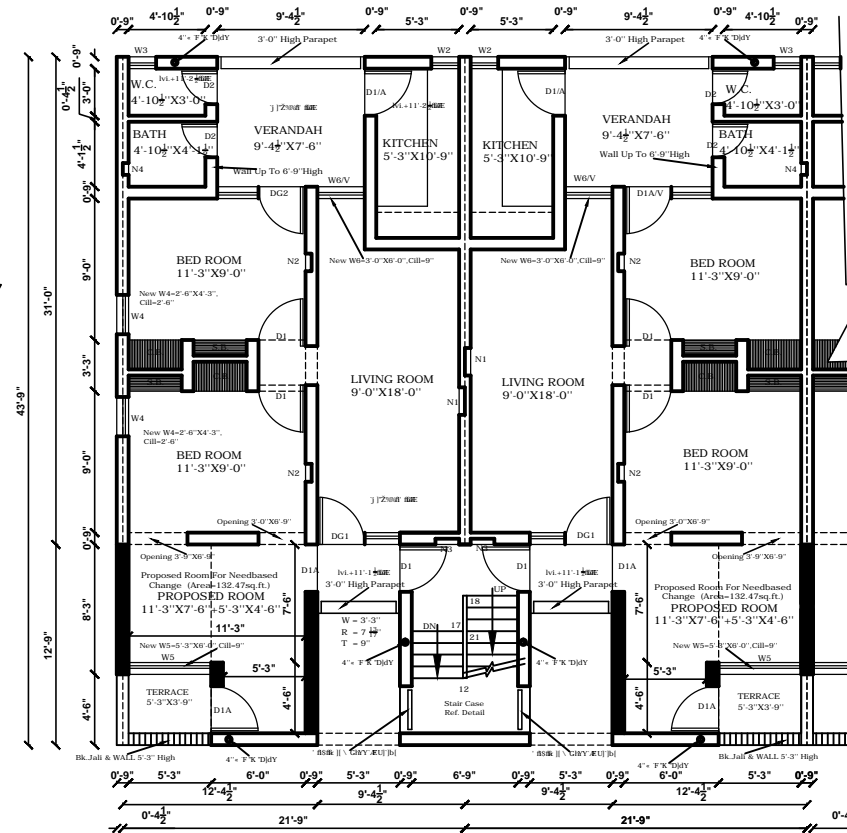 0'-9" 4'-10½" 0'-9" 9'-4½" 0'-9" 5'-3" 0'-9" 5'-3" 0'-9" 9'-4½" 0'-9" 4'-10½" 0'-9"
W3 3'-0" High Parapet W2 W2 3'-0" High Parapet W3
0'-9"
W.C. D2 D1/A D1/A D2 W.C.
4'-10½"X3'-0" 4'-10½"X3'-0"
0'-4½" 3'-0"
VERANDAH VERANDAH
9'-4½"X7'-6" 9'-4½"X7'-6"
BATH D2 KITCHEN KITCHEN D2 BATH
4'-10½"X4'-1½" 5'-3"X10'-9" 5'-3"X10'-9" 4'-10½"X4'-1½"
4'-1½"
Wall Up To 6'-9"High Wall Up To 6'-9"High
N4 N4
W6/V W6/V
0'-9" DG2 D1A/V
BED ROOM N2 New W6=3'-0"X6'-0",Cill=9" New W6=3'-0"X6'-0",Cill=9" N2 BED ROOM
11'-3"X9'-0" 11'-3"X9'-0"
9'-0"
31'-0"
New W4=2'-6"X4'-3",
Cill=2'-6"
W4 D1 D1
C.B. S.B. S.B. C.B.
43'-9"
3'-3"
N1
S.B. C.B. C.B. S.B.
LIVING ROOM LIVING ROOM
9'-0"X18'-0" 9'-0"X18'-0"
W4 D1 N1 D1
New W4=2'-6"X4'-3",
Cill=2'-6"
BED ROOM BED ROOM
11'-3"X9'-0" 11'-3"X9'-0"
9'-0" N2 N2
Opening 3'-0"X6'-9" Opening 3'-0"X6'-9"
0'-9" DG1 DG1
Opening 3'-9"X6'-9" N3 N3 Opening 3'-9"X6'-9"
D1A D1 D1 D1A
Proposed Room For Needbased Proposed Room For Needbased
Change (Area=132.47sq.ft.) Change (Area=132.47sq.ft.)
3'-0" High Parapet 3'-0" High Parapet
PROPOSED ROOM PROPOSED ROOM
11'-3"X7'-6"+5'-3"X4'-6" 11'-3"X7'-6"+5'-3"X4'-6"
8'-3" 7'-6" UP 7'-6"
18
W = 3'-3"
DN 17
T = 9" 21
11'-3"
12'-9"
New W5=5'-3"X6'-0",Cill=9" New W5=5'-3"X6'-0",Cill=9"
W5 W5
5'-3" 5'-3"
12
TERRACE TERRACE
5'-3"X3'-9" 5'-3"X3'-9"
4'-6" 4'-6" Stair Case 4'-6"
Ref. Detail
D1A D1A
Bk.Jali & WALL 5'-3" High Bk.Jali & WALL 5'-3" High
0'-9" 5'-3" 6'-0" 0'-9" 5'-3" 0'-9" 6'-9" 0'-9" 5'-3" 0'-9" 6'-0" 5'-3" 0'-9"
12'-4½" 9'-4½" 9'-4½" 12'-4½"
0'-4½" 21'-9" 21'-9"